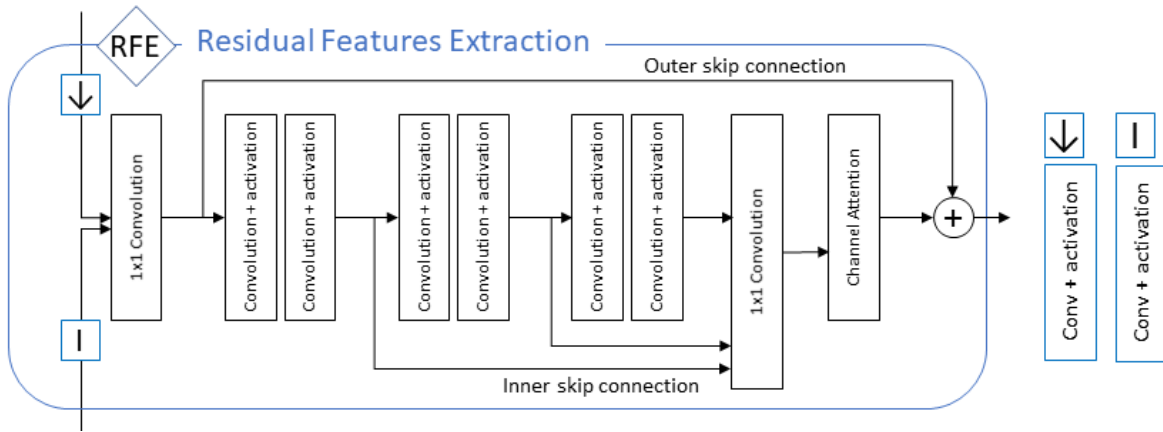 RFE
Residual Features Extraction
Outer skip connection
1x1 Convolution
Convolution + activation
Convolution + activation
Convolution + activation
Convolution + activation
Convolution + activation
Convolution + activation
1x1 Convolution
Channel Attention
+
Inner skip connection
↓
I
↓
I
Conv + activation
Conv + activation